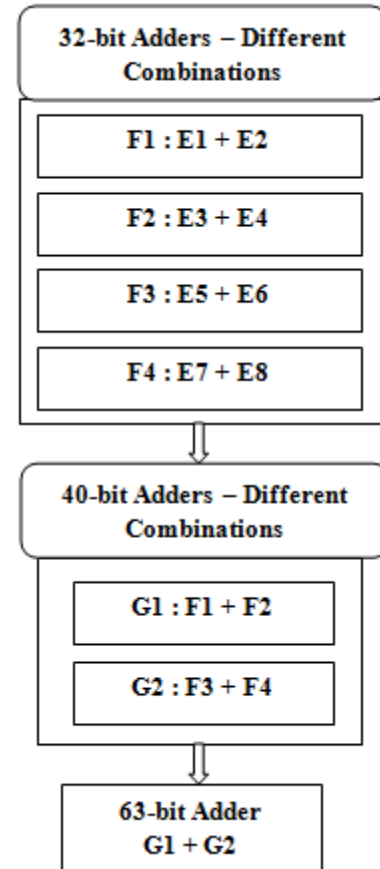 32-bit Adders – Different
Combinations
F1 : E1 + E2
F2 : E3 + E4
F3 : E5 + E6
F4 : E7 + E8
40-bit Adders – Different
Combinations
G1 : F1 + F2
G2 : F3 + F4
63-bit Adder
G1 + G2